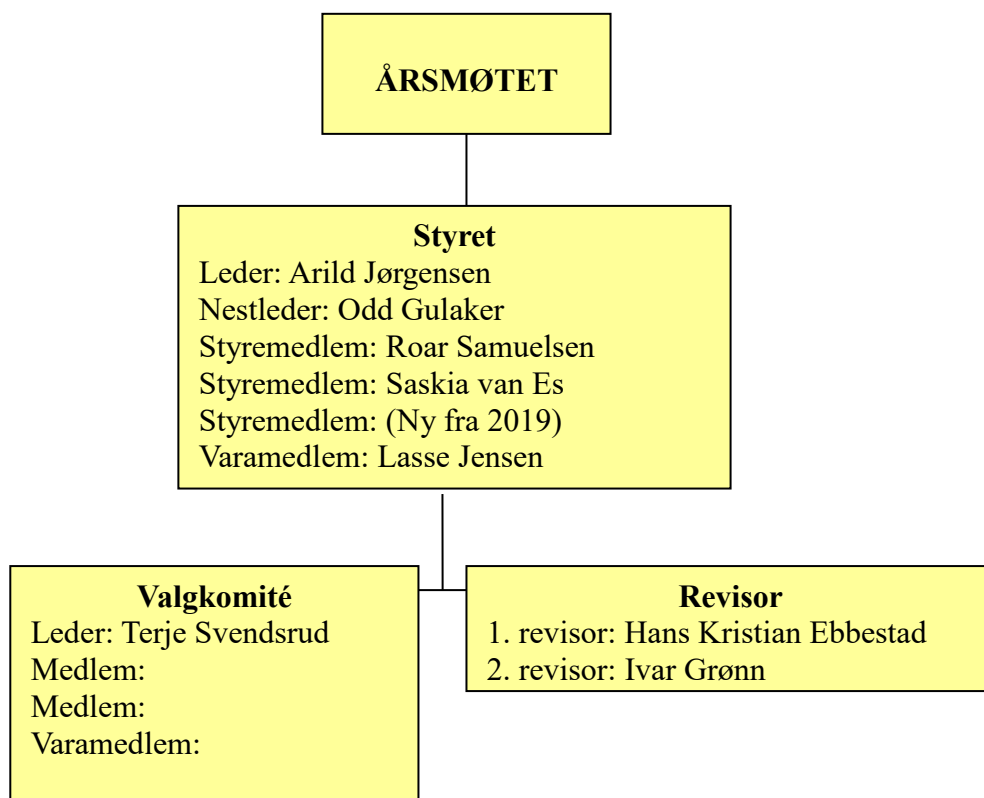 ÅRSMØTET
Styret
Leder: Arild Jørgensen
Nestleder: Odd Gulaker
Styremedlem: Roar Samuelsen
Styremedlem: Saskia van Es
Styremedlem: (Ny fra 2019)
Varamedlem: Lasse Jensen
Valgkomité
Leder: Terje Svendsrud
Medlem:
Medlem:
Varamedlem:
Revisor
1. revisor: Hans Kristian Ebbestad
2. revisor: Ivar Grønn